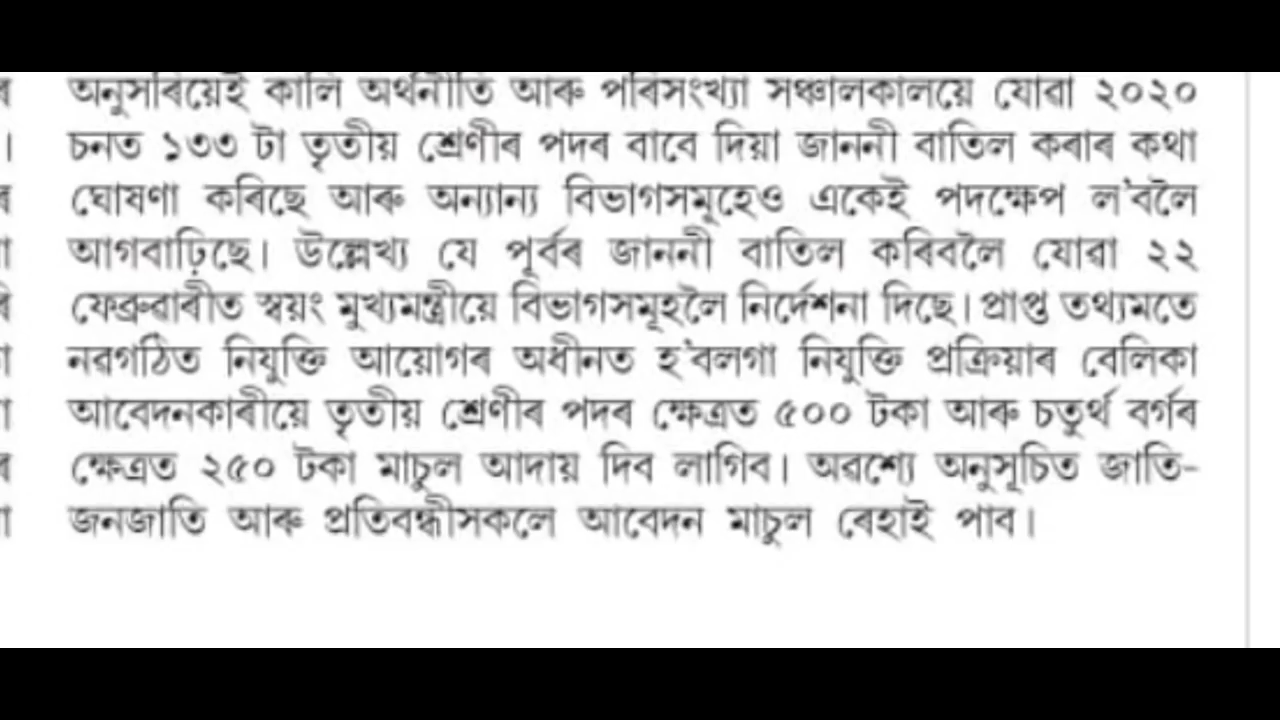 অনুসৰিয়েই কালি অৰ্থনীতি আৰু পৰিসংখ্যা সঞ্চালকালয়ে যোৱা ২০২০
চনত ১৩৩ টা তৃতীয় শ্ৰেণীৰ পদৰ বাবে দিয়া জাননী বাতিল কৰাৰ কথা
ঘোষণা কৰিছে আৰু অন্যান্য বিভাগসমূহেও একেই পদক্ষেপ ল'বলৈ
আগবাঢ়িছে। উল্লেখ্য যে পূৰ্বৰ জাননী বাতিল কৰিবলৈ যোৱা ২২
ফেব্ৰুৱাৰীত স্বয়ং মুখ্যমন্ত্ৰীয়ে বিভাগসমূহলৈ নিৰ্দেশনা দিছে। প্ৰাপ্ত তথ্যমতে
নৱগঠিত নিযুক্তি আয়োগৰ অধীনত হ'বলগা নিযুক্তি প্ৰক্ৰিয়াৰ বেলিকা
আবেদনকাৰীয়ে তৃতীয় শ্ৰেণীৰ পদৰ ক্ষেত্ৰত ৫০০ টকা আৰু চতুৰ্থ বৰ্গৰ
ক্ষেত্ৰত ২৫০ টকা মাচুল আদায় দিব লাগিব। অৱশ্যে অনুসূচিত জাতি-
জনজাতি আৰু প্ৰতিবন্ধীসকলে আবেদন মাচুল ৰেহাই পাব।